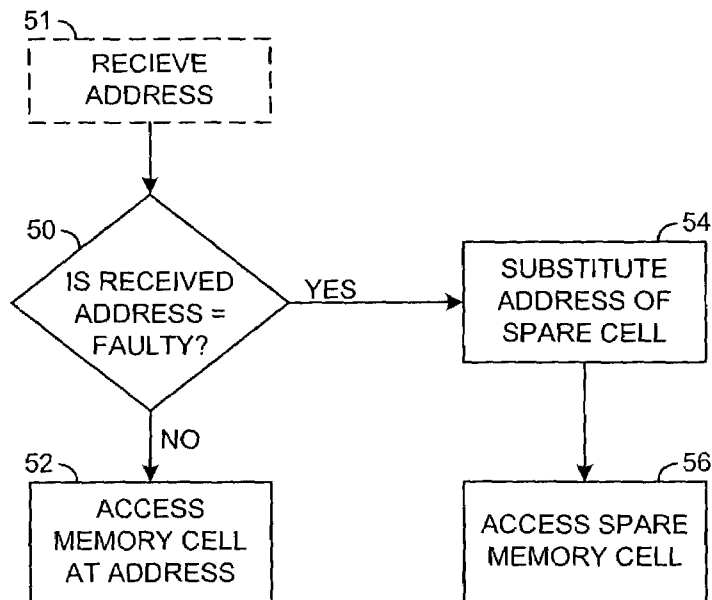 51
RECIEVE
ADDRESS
50
IS RECEIVED
ADDRESS =
FAULTY?
YES
54
SUBSTITUTE
ADDRESS OF
SPARE CELL
NO
52
ACCESS
MEMORY CELL
AT ADDRESS
56
ACCESS SPARE
MEMORY CELL